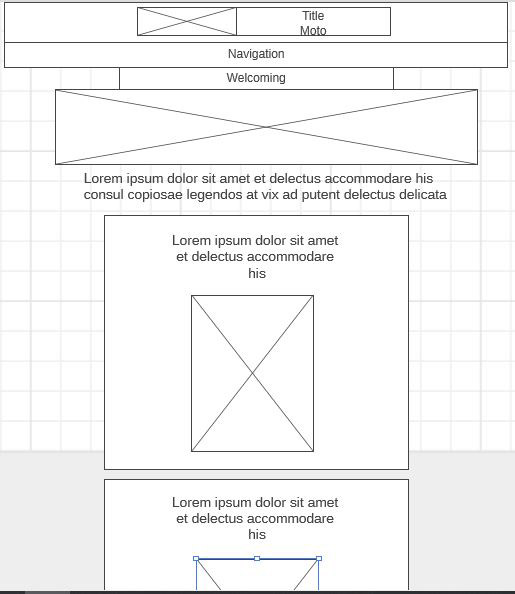 Title
Moto
Navigation
Welcoming
Lorem ipsum dolor sit amet et delectus accommodare his
consul copiosae legendos at vix ad putent delectus delicata
Lorem ipsum dolor sit amet
et delectus accommodare
his
Lorem ipsum dolor sit amet
et delectus accommodare
his